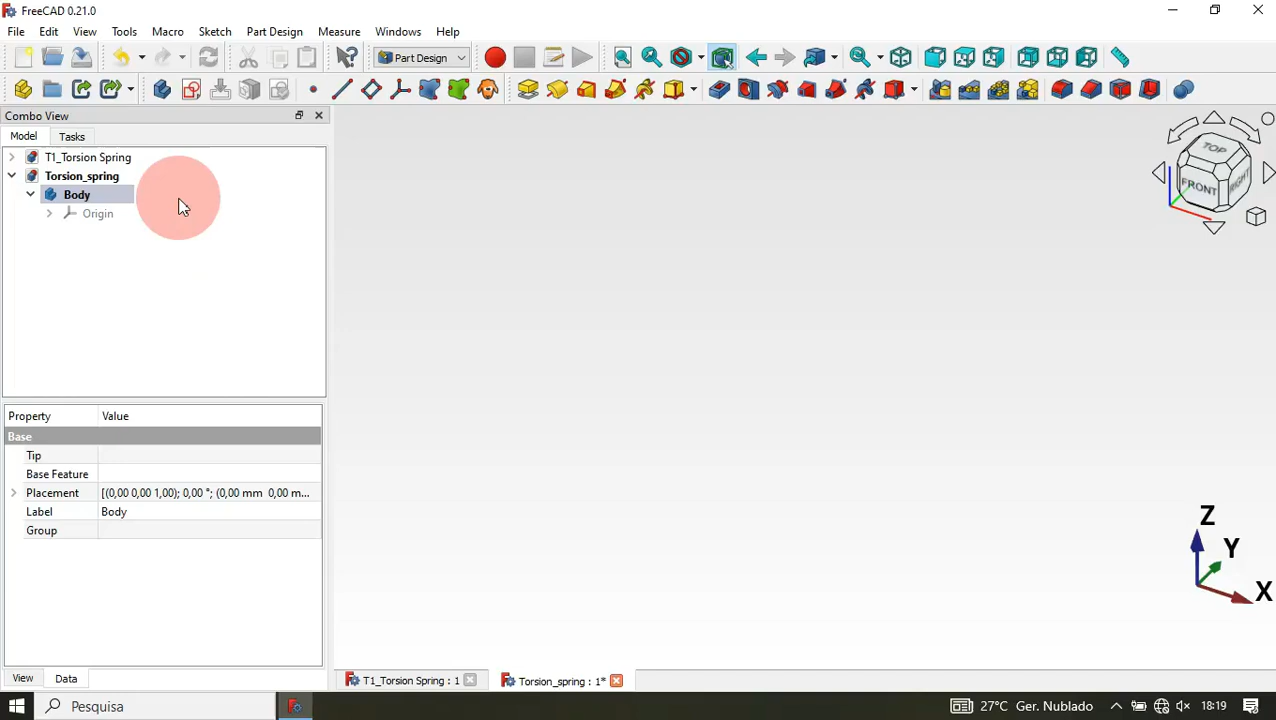 FreeCAD 0.21.0
File Edit View Tools Macro Sketch Part Design Measure Windows Help
Part Design
Combo View
Model Tasks
T1_Torsion Spring
Torsion_spring
Body
Origin
TOP
FRONT
RIGHT
Property Value
Base
Tip
Base Feature
Placement [(0,00 0,00 1,00); 0,00 °; (0,00 mm 0,00 m...
Label Body
Group
Z
Y
X
View Data
T1_Torsion Spring : 1
Torsion_spring : 1*
Pesquisa
27°C Ger. Nublado
18:19